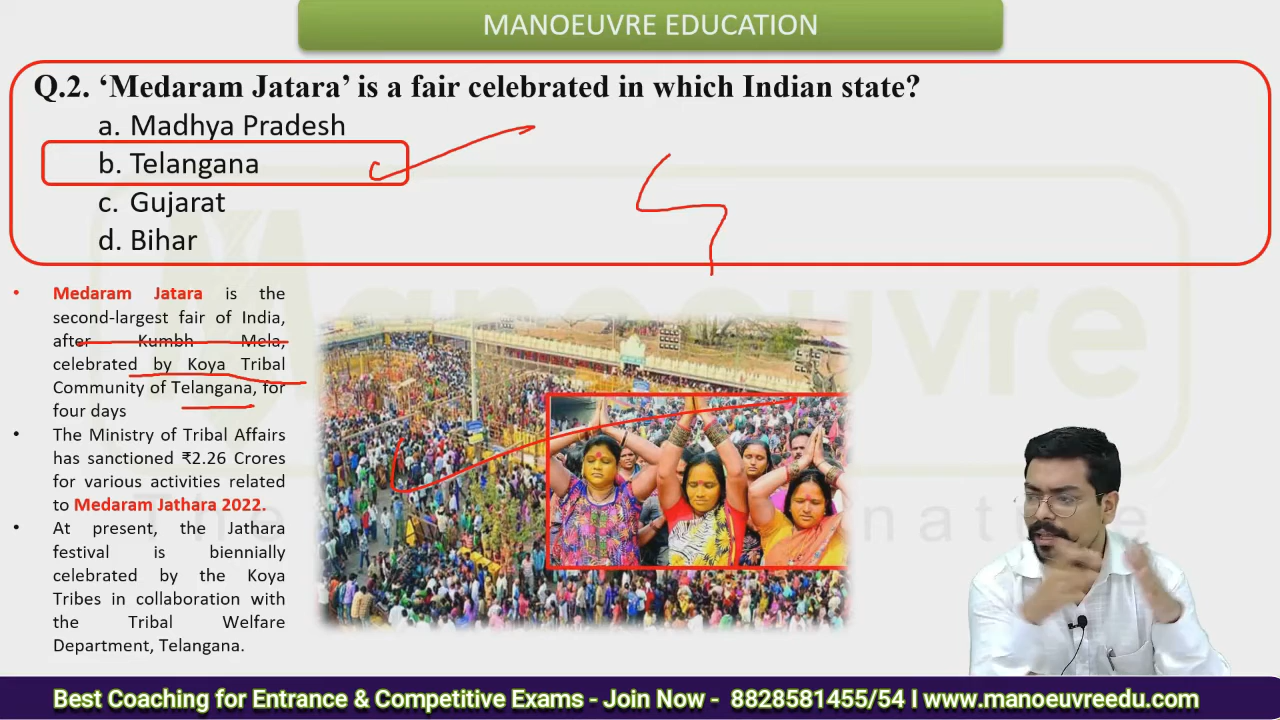 MANOEUVRE EDUCATION
Q.2. ‘Medaram Jatara’ is a fair celebrated in which Indian state?
a. Madhya Pradesh
b. Telangana
c. Gujarat
d. Bihar
• Medaram Jatara is the
second-largest fair of India,
after Kumbh Mela,
celebrated by Koya Tribal
Community of Telangana, for
four days
• The Ministry of Tribal Affairs
has sanctioned ₹2.26 Crores
for various activities related
to Medaram Jathara 2022.
• At present, the Jathara
festival is biennially
celebrated by the Koya
Tribes in collaboration with
the Tribal Welfare
Department, Telangana.
Manoeuvre
Best Coaching for Entrance & Competitive Exams - Join Now - 8828581455/54 I www.manoeuvreedu.com